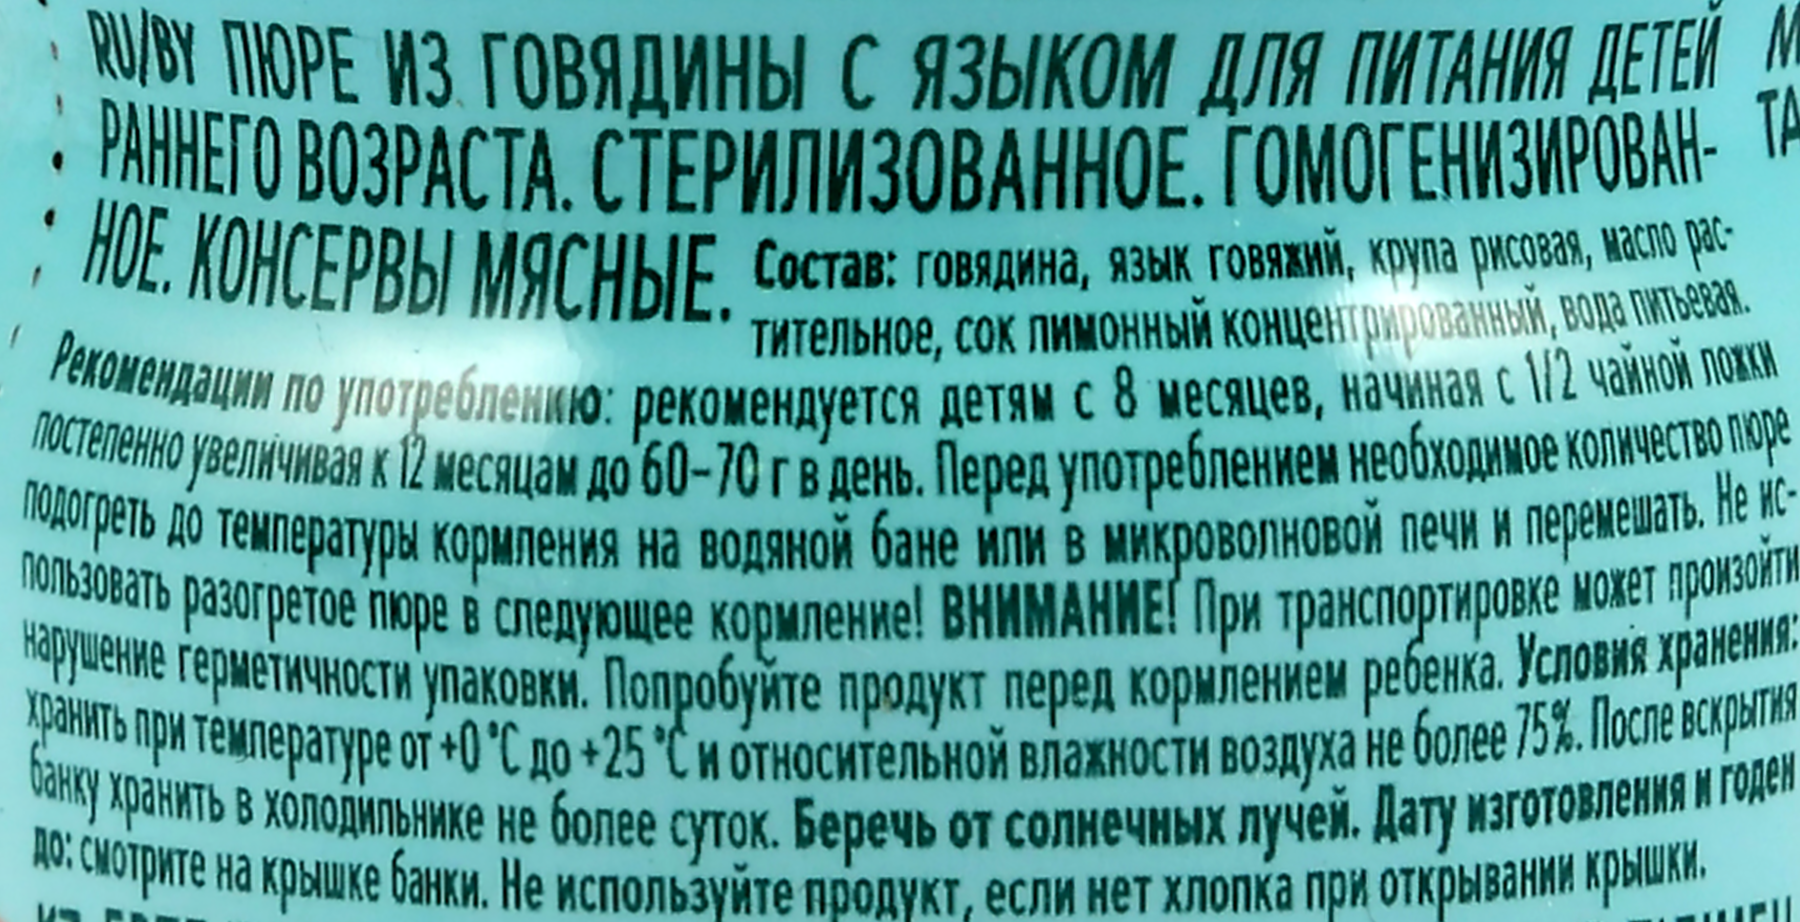 RU/BY ПЮРЕ ИЗ ГОВЯДИНЫ С ЯЗЫКОМ ДЛЯ ПИТАНИЯ ДЕТЕЙ
РАННЕГО ВОЗРАСТА. СТЕРИЛИЗОВАННОЕ. ГОМОГЕНИЗИРОВАН-
НОЕ. КОНСЕРВЫ МЯСНЫЕ. Состав: говядина, язык говяжий, крупа рисовая, масло рас-
тительное, сок лимонный концентрированный, вода питьевая.
Рекомендации по употреблению: рекомендуется детям с 8 месяцев, начиная с 1/2 чайной ложки
постепенно увеличивая к 12 месяцам до 60–70 г в день. Перед употреблением необходимое количество пюре
подогреть до температуры кормления на водяной бане или в микроволновой печи и перемешать. Не ис-
пользовать разогретое пюре в следующее кормление! ВНИМАНИЕ! При транспортировке может произойти
нарушение герметичности упаковки. Попробуйте продукт перед кормлением ребенка. Условия хранения:
хранить при температуре от +0 °С до +25 °С и относительной влажности воздуха не более 75%. После вскрытия
банку хранить в холодильнике не более суток. Беречь от солнечных лучей. Дату изготовления и годен
до: смотрите на крышке банки. Не используйте продукт, если нет хлопка при открывании крышки.